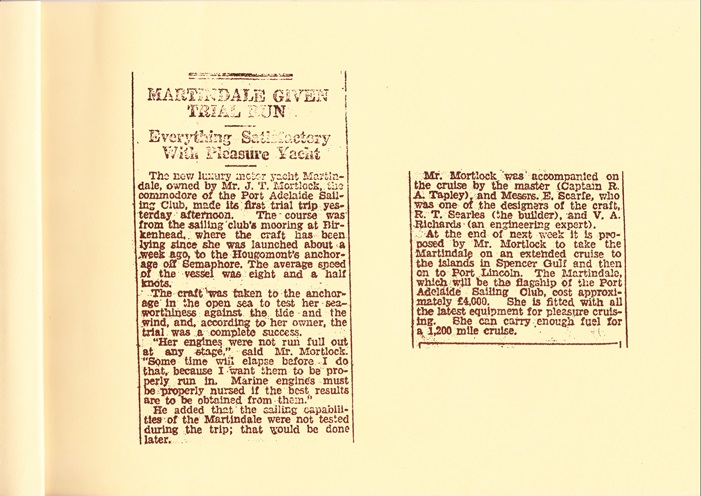 MARTINDALE GIVEN
TRIAL RUN
Everything Satisfactory
With Pleasure Yacht
The new luxury motor yacht Martin-
dale, owned by Mr. J. T. Mortlock, the
commodore of the Port Adelaide Sail-
ing Club, made its first trial trip yes-
terday afternoon. The course was
from the sailing club's mooring at Bir-
kenhead, where the craft has been
lying since she was launched about a
week ago, to the Hougomont's anchor-
age off Semaphore. The average speed
of the vessel was eight and a half
knots.
The craft was taken to the anchor-
age in the open sea to test her sea-
worthiness against the tide and the
wind, and, according to her owner, the
trial was a complete success.
"Her engines were not run full out
at any stage," said Mr. Mortlock.
"Some time will elapse before I do
that, because I want them to be pro-
perly run in. Marine engines must
be properly nursed if the best results
are to be obtained from them."
He added that the sailing capabili-
ties of the Martindale were not tested
during the trip; that would be done
later.
Mr. Mortlock was accompanied on
the cruise by the master (Captain R.
A. Tapley), and Messrs. E. Scarfe, who
was one of the designers of the craft,
R. T. Searles (the builder), and V. A.
Richards (an engineering expert).
At the end of next week it is pro-
posed by Mr. Mortlock to take the
Martindale on an extended cruise to
the islands in Spencer Gulf and then
on to Port Lincoln. The Martindale,
which will be the flagship of the Port
Adelaide Sailing Club, cost approxi-
mately £4,000. She is fitted with all
the latest equipment for pleasure cruis-
ing. She can carry enough fuel for
a 1,200 mile cruise.